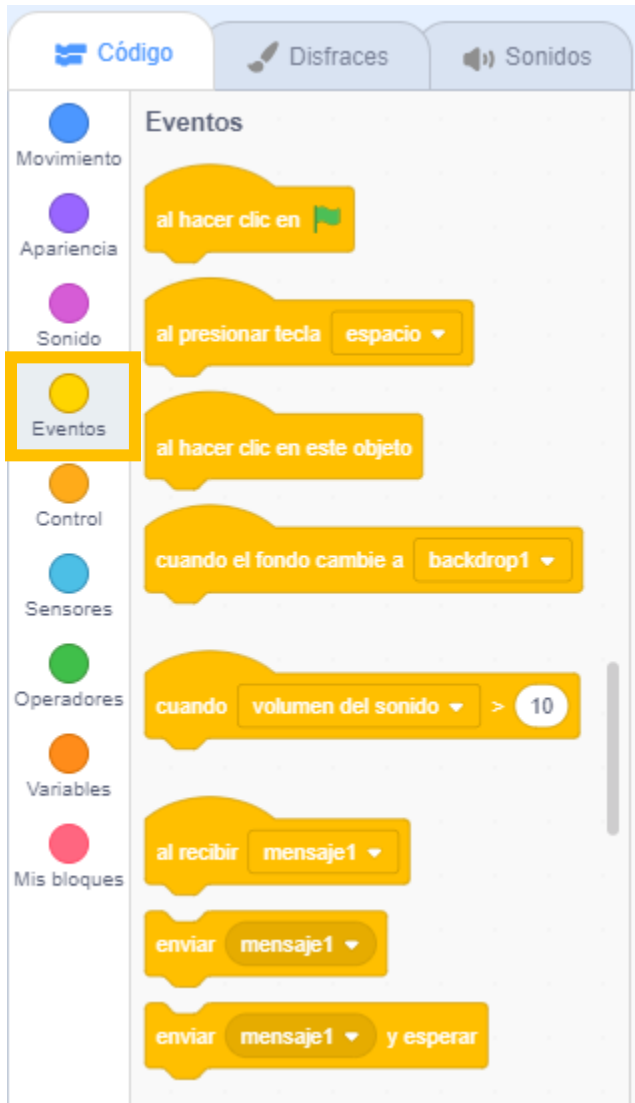 Código
Disfraces
Sonidos
Movimiento
Apariencia
Sonido
Eventos
Control
Sensores
Operadores
Variables
Mis bloques
Eventos
al hacer clic en
al presionar tecla espacio
al hacer clic en este objeto
cuando el fondo cambie a backdrop1
cuando volumen del sonido > 10
al recibir mensaje1
enviar mensaje1
enviar mensaje1 y esperar